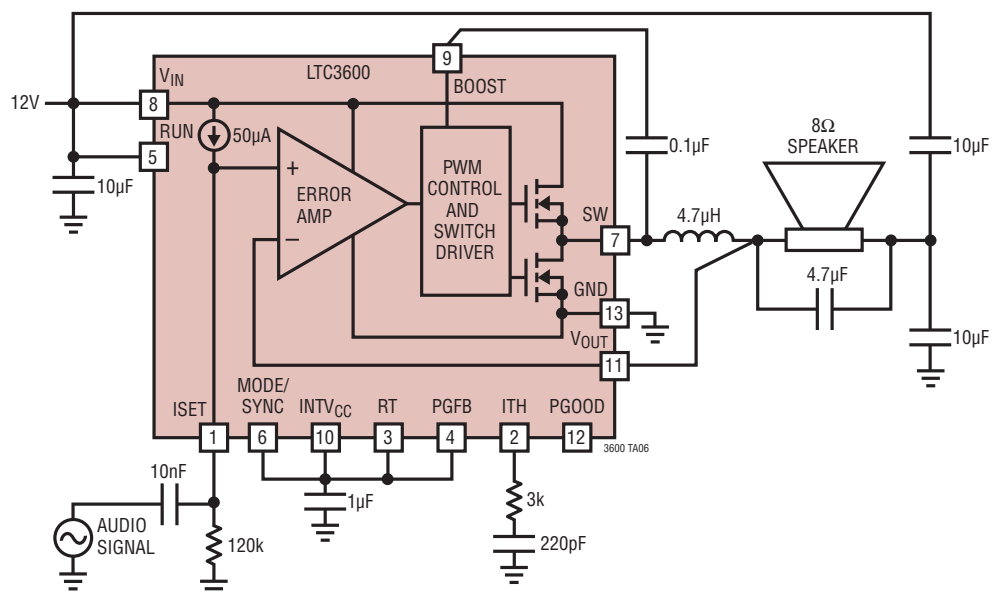 LTC3600
9
BOOST
VIN
12V
8
RUN
50µA
5
10µF
+
ERROR
AMP
–
PWM
CONTROL
AND
SWITCH
DRIVER
0.1µF
8Ω
SPEAKER
10µF
SW
7
4.7µH
4.7µF
GND
13
VOUT
11
10µF
ISET
MODE/
SYNC
INTVCC
RT
PGFB
ITH
PGOOD
1
6
10
3
4
2
12
3600 TA06
10nF
AUDIO
SIGNAL
120k
1µF
3k
220pF